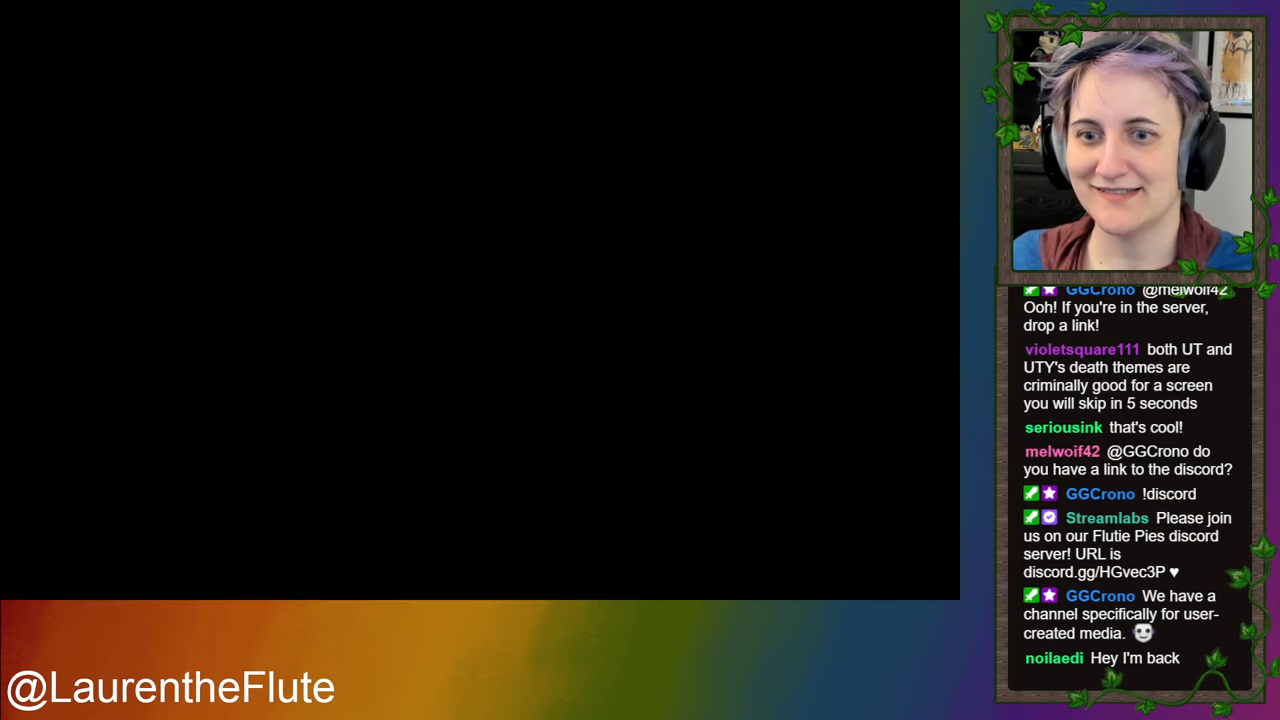 GGCrono @melwoif42
Ooh! If you're in the server,
drop a link!
violetsquare111 both UT and
UTY's death themes are
criminally good for a screen
you will skip in 5 seconds
seriousink that's cool!
melwoif42 @GGCrono do
you have a link to the discord?
GGCrono !discord
Streamlabs Please join
us on our Flutie Pies discord
server! URL is
discord.gg/HGvec3P ♥
GGCrono We have a
channel specifically for user-
created media.
noilaedi Hey I'm back
@LaurentheFlute